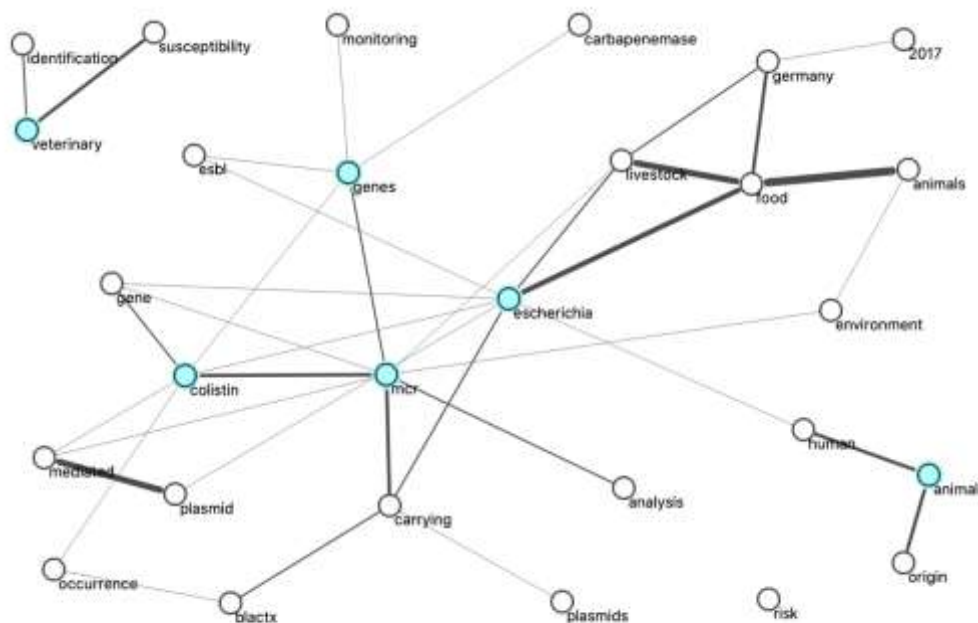 identification
susceptibility
monitoring
carbapenemase
2017
germany
veterinary
esbl
genes
livestock
food
animals
gene
escherichia
environment
colistin
mcr
human
mediated
plasmid
carrying
analysis
animal
occurrence
blactx
plasmids
risk
origin